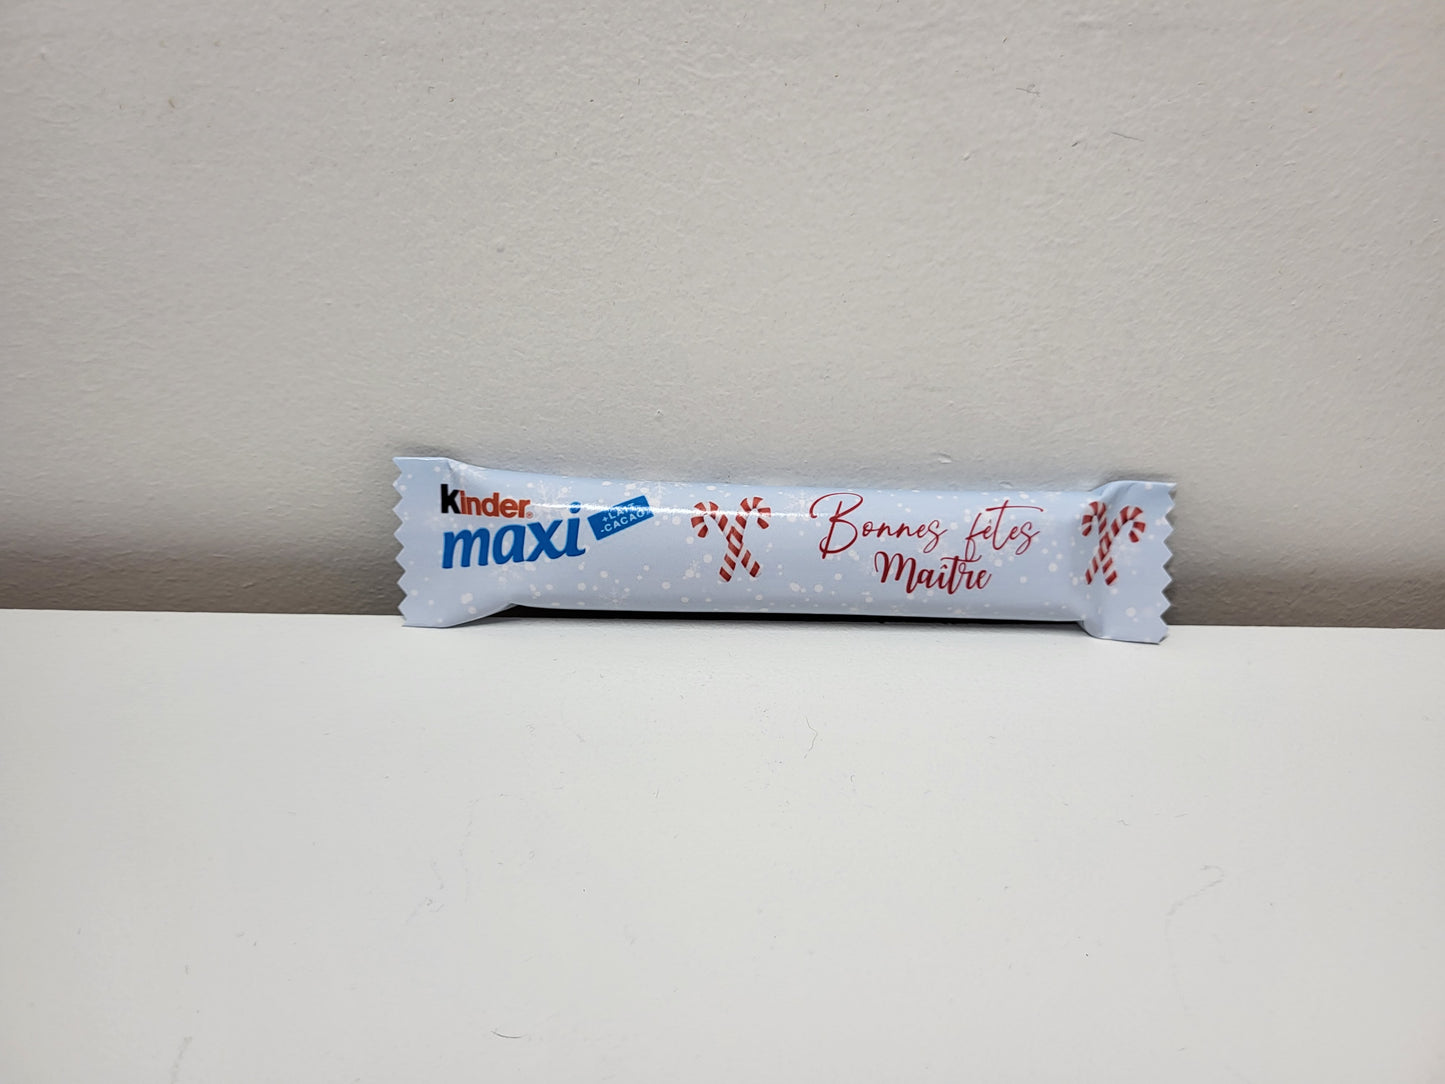 Kinder
maxi
+LAIT
-CACAO
Bonnes fêtes
Maître